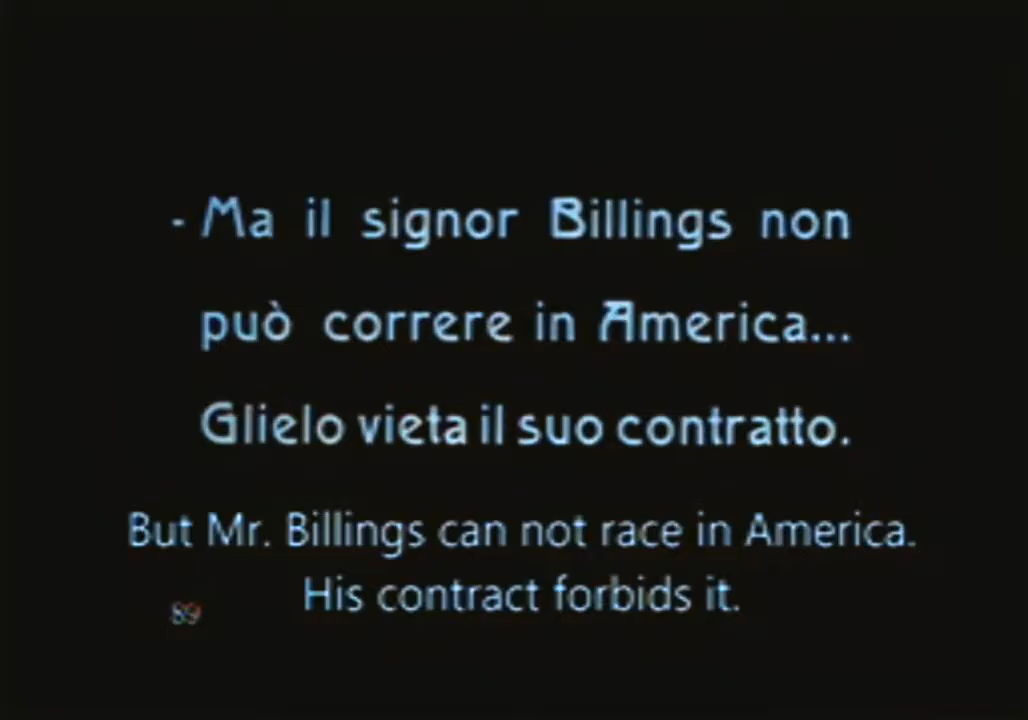 - Ma il signor Billings non
può correre in America...
Glielo vieta il suo contratto.
But Mr. Billings can not race in America.
His contract forbids it.
89